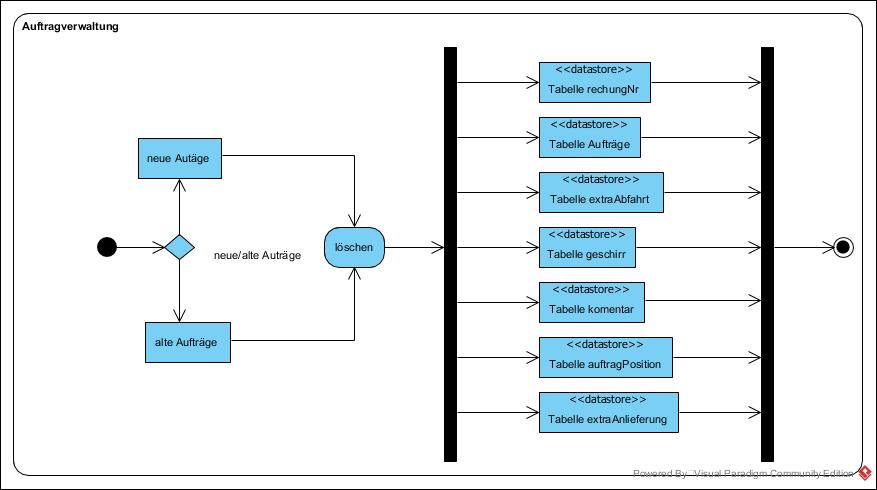 Auftragverwaltung
<<datastore>>
Tabelle rechungNr
<<datastore>>
Tabelle Aufträge
neue Autäge
<<datastore>>
Tabelle extraAbfahrt
<<datastore>>
Tabelle geschirr
löschen
neue/alte Auträge
<<datastore>>
Tabelle komentar
alte Aufträge
<<datastore>>
Tabelle auftragPosition
<<datastore>>
Tabelle extraAnlieferung
Powered By Visual Paradigm Community Edition